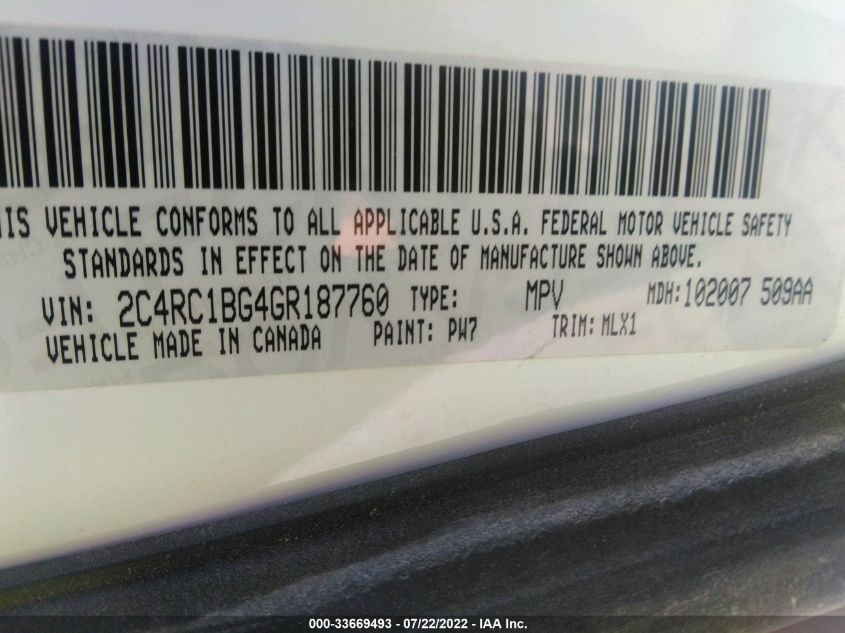 IS VEHICLE CONFORMS TO ALL APPLICABLE U.S.A. FEDERAL MOTOR VEHICLE SAFETY
STANDARDS IN EFFECT ON THE DATE OF MANUFACTURE SHOWN ABOVE.
VIN: 2C4RC1BG4GR187760 TYPE: MPV MDH: 102007 509AA
VEHICLE MADE IN CANADA PAINT: PW7 TRIM: MLX1
000-33669493 / 07/22/2022 - IAA Inc.